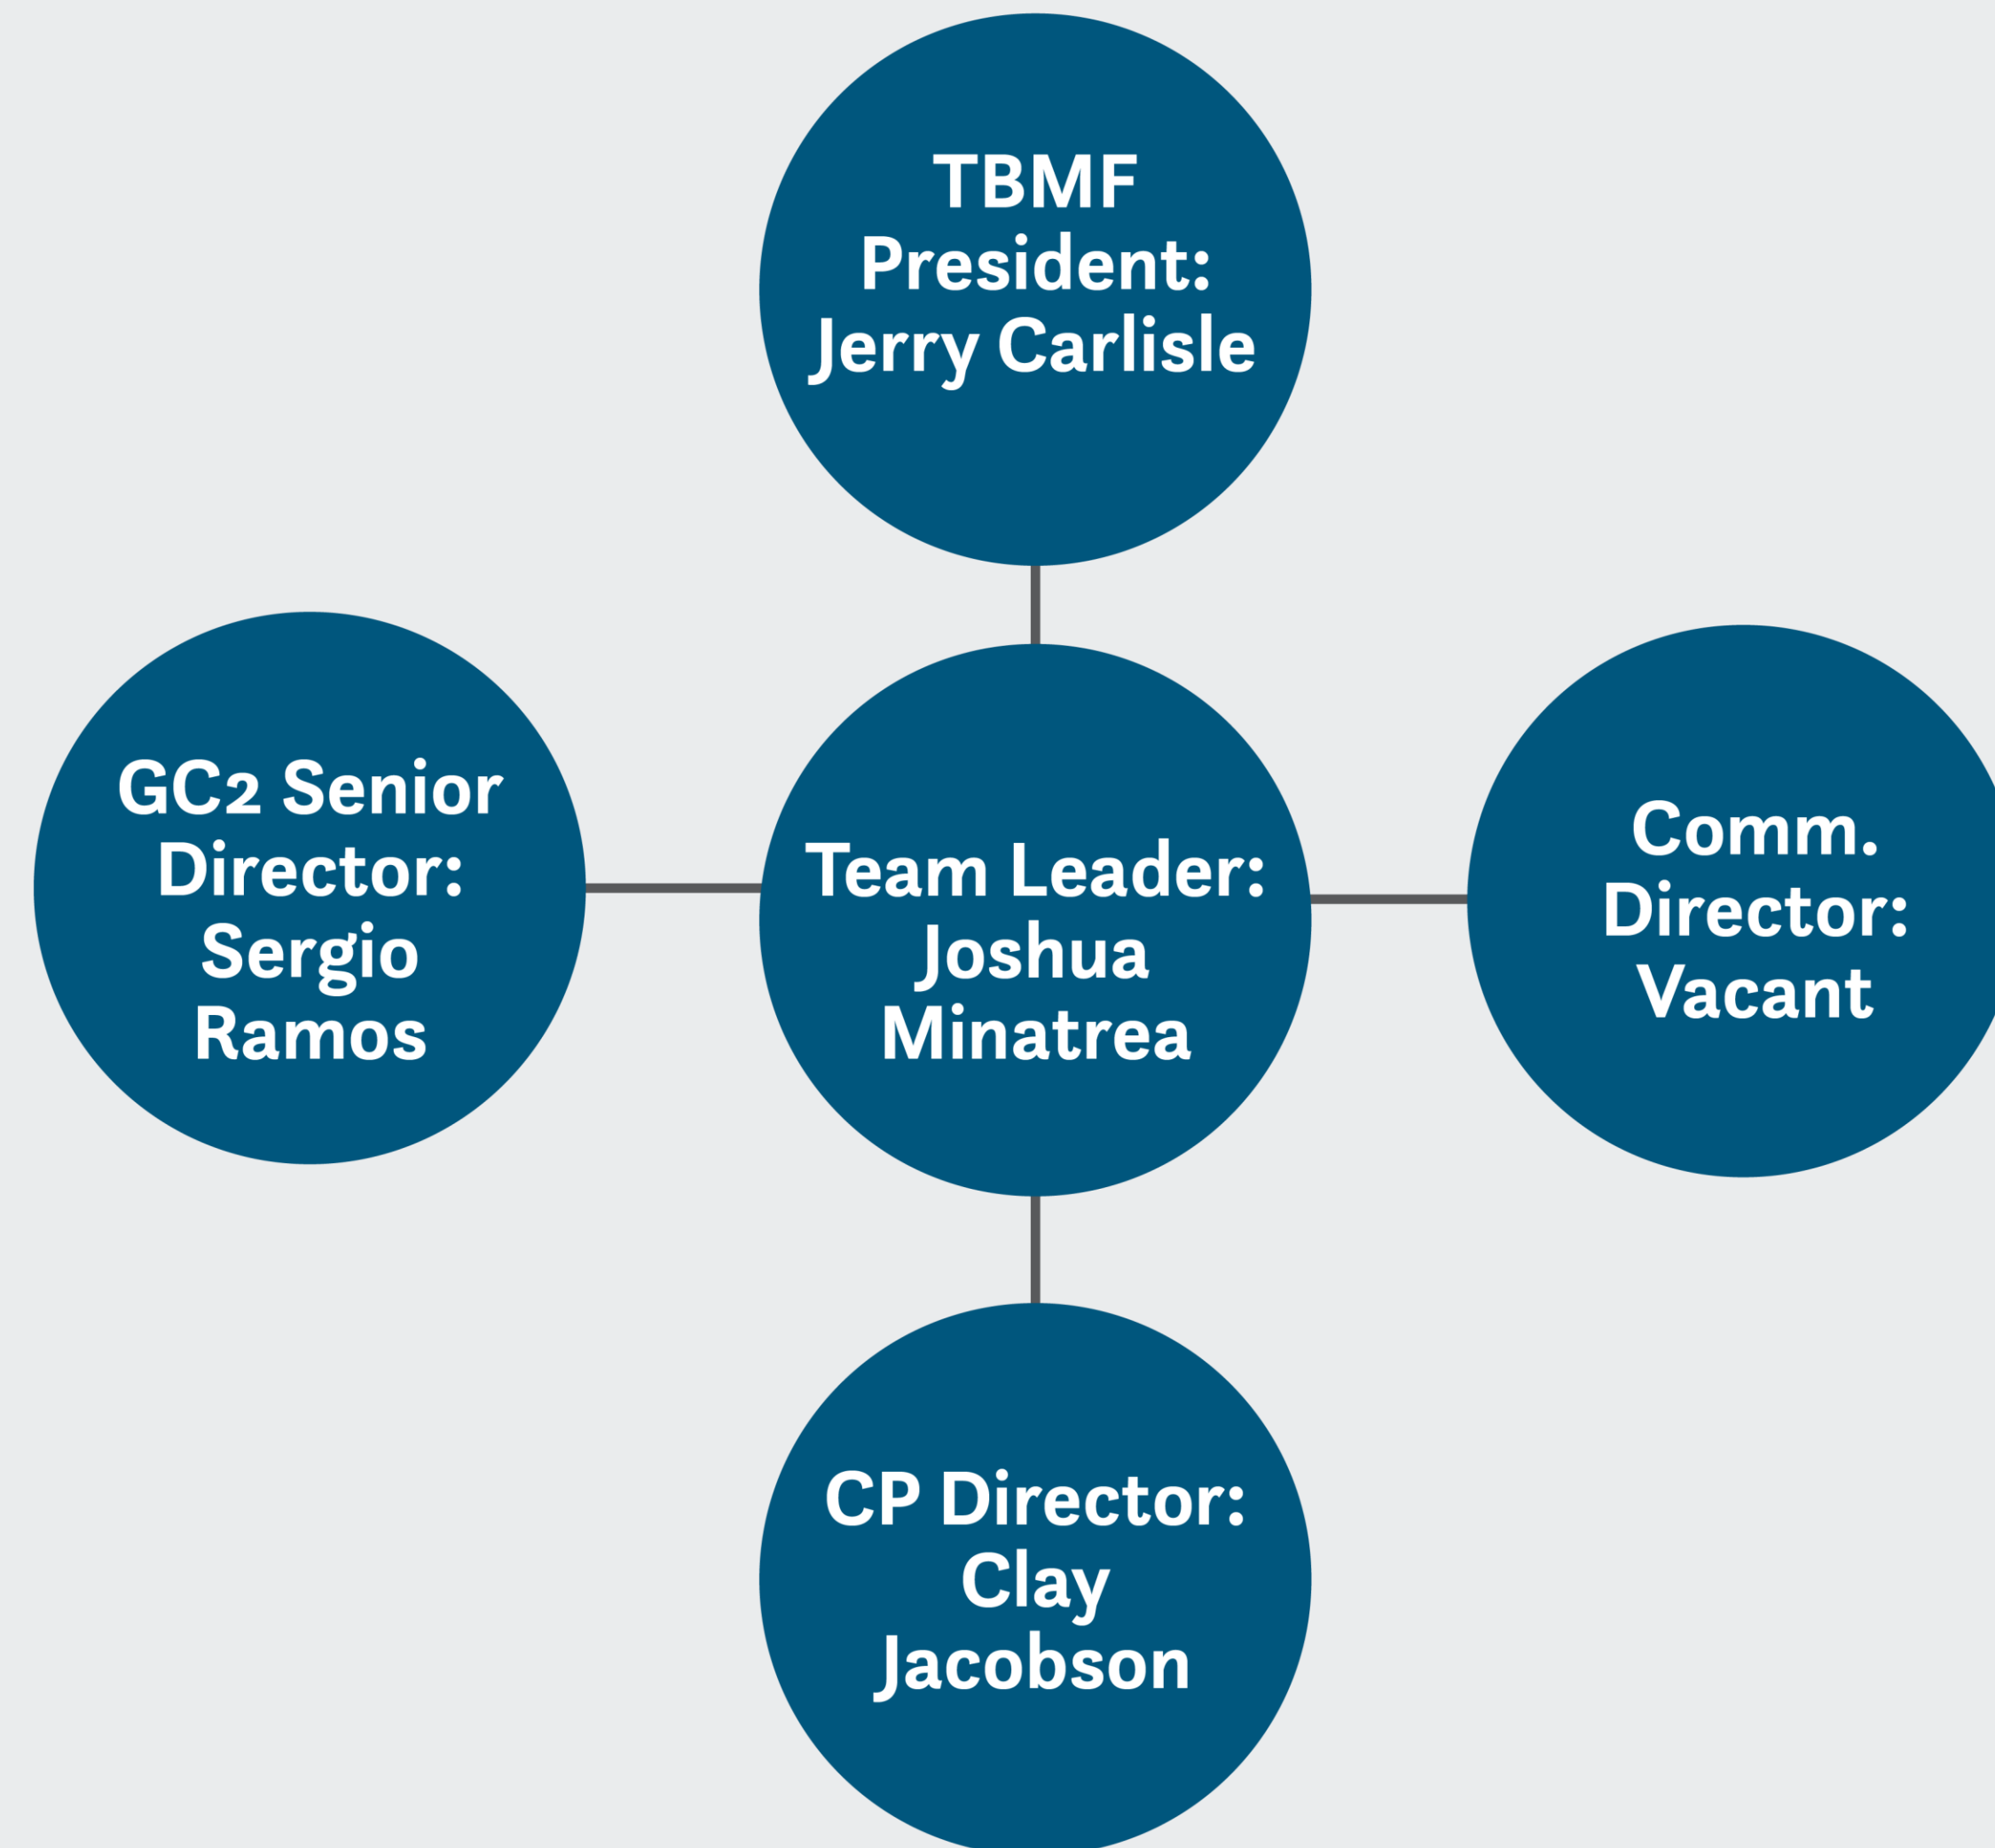 TBMF
President:
Jerry Carlisle
GC2 Senior
Director:
Sergio
Ramos
Team Leader:
Joshua
Minatrea
Comm.
Director:
Vacant
CP Director:
Clay
Jacobson